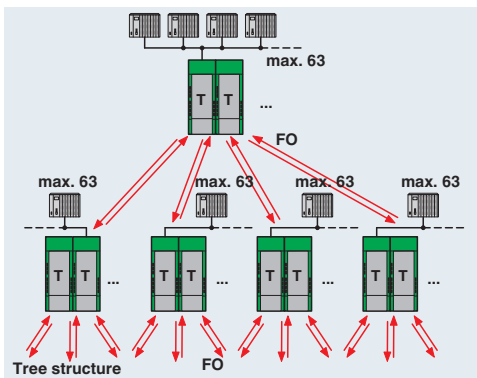 max. 63
T T ...
FO
max. 63 max. 63 max. 63 max. 63
T T ... T T ... T T ... T T ...
Tree structure FO